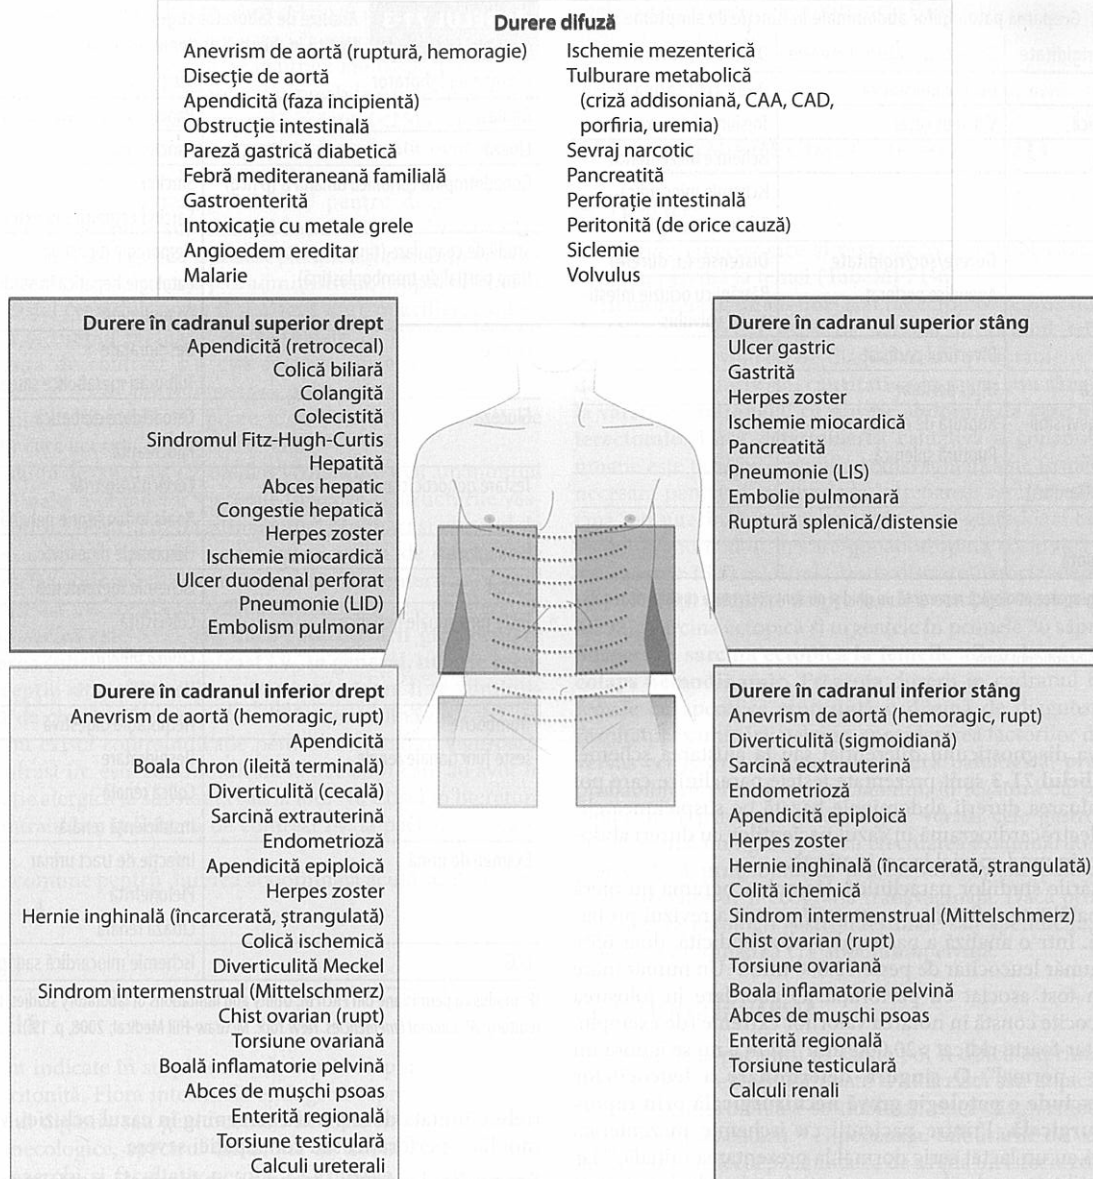 Durere difuză
Anevrism de aortă (ruptură, hemoragie)
Disecție de aortă
Apendicită (faza incipientă)
Obstrucție intestinală
Pareză gastrică diabetică
Febră mediteraneană familială
Gastroenterită
Intoxicație cu metale grele
Angioedem ereditar
Malarie
Ischemie mezenterică
Tulburare metabolică
(criză addisoniană, CAA, CAD,
porfiria, uremia)
Sevraj narcotic
Pancreatită
Perforație intestinală
Peritonită (de orice cauză)
Siclemie
Volvulus
Durere în cadranul superior drept
Apendicită (retrocecal)
Colică biliară
Colangită
Colecistită
Sindromul Fitz-Hugh-Curtis
Hepatită
Abces hepatic
Congestie hepatică
Herpes zoster
Ischemie miocardică
Ulcer duodenal perforat
Pneumonie (LID)
Embolism pulmonar
Durere în cadranul superior stâng
Ulcer gastric
Gastrită
Herpes zoster
Ischemie miocardică
Pancreatită
Pneumonie (LIS)
Embolie pulmonară
Ruptură splenică/distensie
Durere în cadranul inferior drept
Anevrism de aortă (hemoragic, rupt)
Apendicită
Boala Chron (ileită terminală)
Diverticulită (cecală)
Sarcină extrauterină
Endometrioză
Apendicită epiploică
Herpes zoster
Hernie inghinală (încarcerată, ștrangulată)
Colică ischemică
Diverticulită Meckel
Sindrom intermenstrual (Mittelschmerz)
Chist ovarian (rupt)
Torsiune ovariană
Boală inflamatorie pelvină
Abces de mușchi psoas
Enterită regională
Torsiune testiculară
Calculi ureterali
Durere în cadranul inferior stâng
Anevrism de aortă (hemoragic, rupt)
Diverticulită (sigmoidiană)
Sarcină extrauterină
Endometrioză
Apendicită epiploică
Herpes zoster
Hernie inghinală (încarcerată, ștrangulată)
Colită ichemică
Sindrom intermenstrual (Mittelschmerz)
Chist ovarian (rupt)
Torsiune ovariană
Boala inflamatorie pelvină
Abces de mușchi psoas
Enterită regională
Torsiune testiculară
Calculi renali